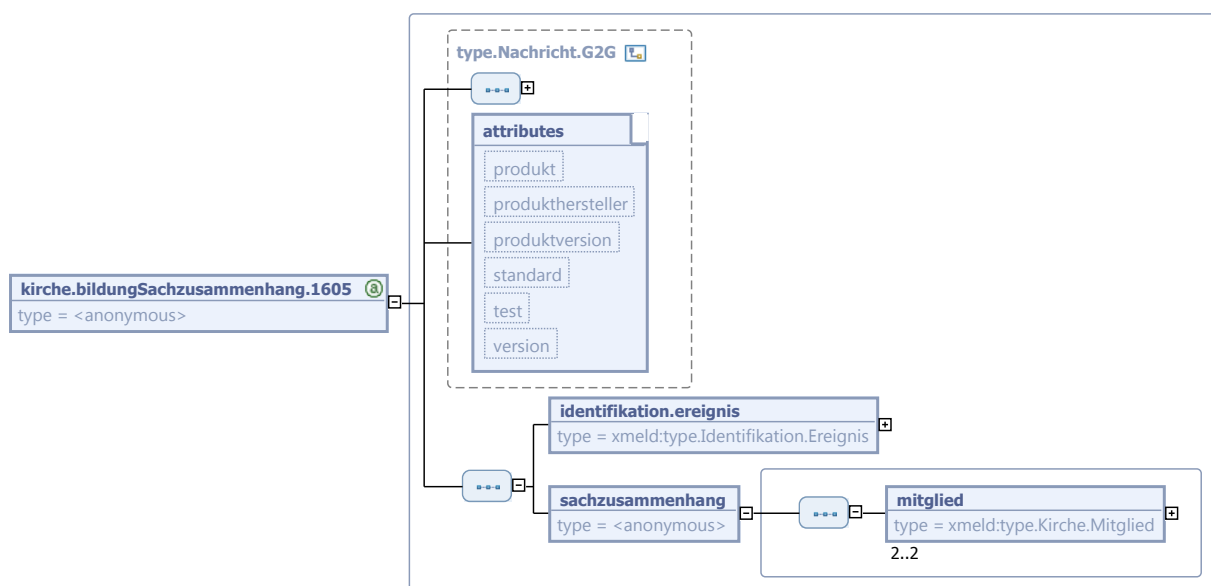 type.Nachricht.G2G
attributes
produkt
produkthersteller
produktversion
standard
test
version
kirche.bildungSachzusammenhang.1605 @
type = <anonymous>
identifikation.ereignis
type = xmeld:type.Identifikation.Ereignis
sachzusammenhang
type = <anonymous>
mitglied
type = xmeld:type.Kirche.Mitglied
2..2